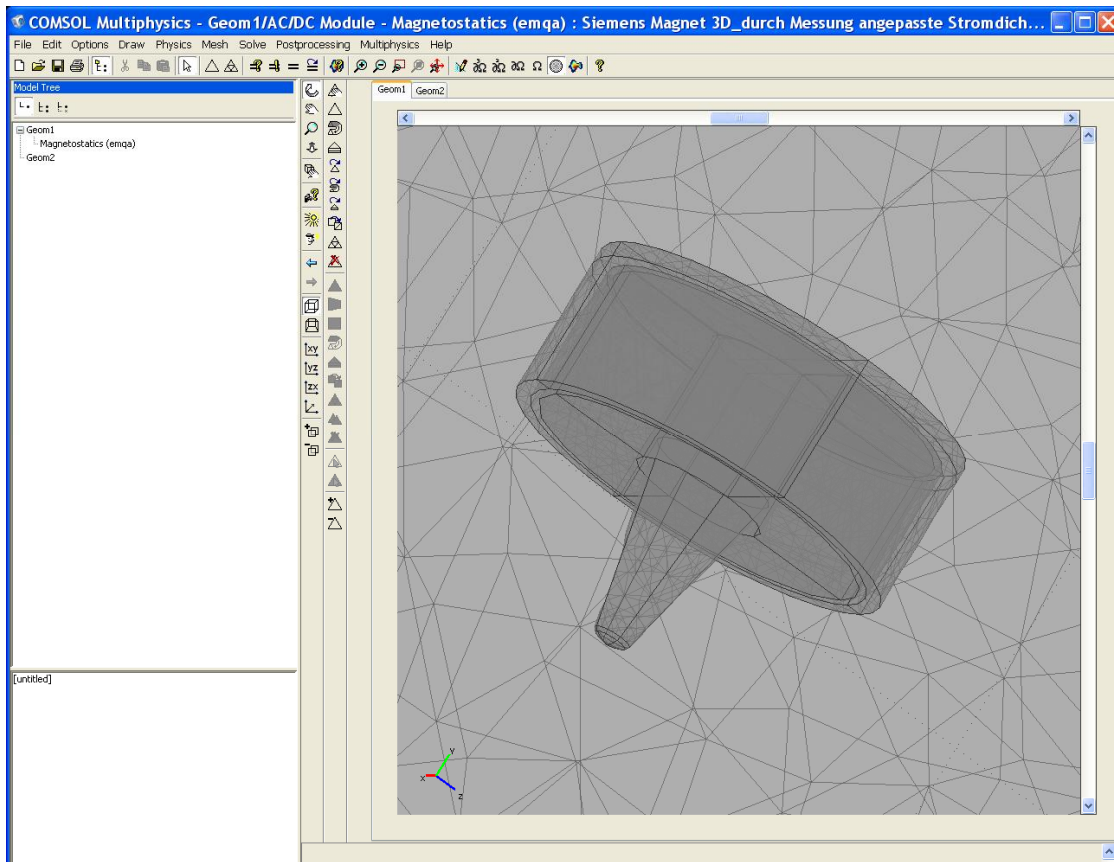 COMSOL Multiphysics - Geom1/AC/DC Module - Magnetostatics (emqa) : Siemens Magnet 3D_durch Messung angepasste Stromdich...
File Edit Options Draw Physics Mesh Solve Postprocessing Multiphysics Help
Model Tree
Geom1
Magnetostatics (emqa)
Geom2
[untitled]
Geom1 Geom2
xy
yz
zx
y
x
z